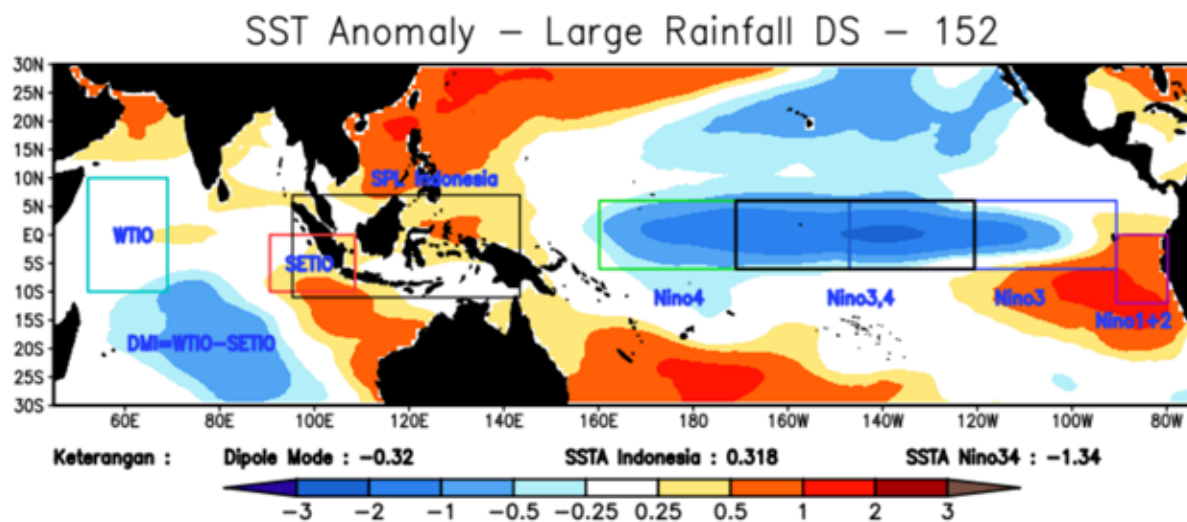 SST Anomaly – Large Rainfall DS – 152
30N
25N
20N
15N
10N
5N
EQ
5S
10S
15S
20S
25S
30S
SPL Indonesia
WTIO
SETIO
Nino4
Nino3,4
Nino3
Nino1+2
DMI=WTIO-SETIO
60E 80E 100E 120E 140E 160E 180E 160W 140W 120W 100W 80W
Keterangan : Dipole Mode : -0.32 SSTA Indonesia : 0.318 SSTA Nino34 : -1.34
-3 -2 -1 -0.5 -0.25 0.25 0.5 1 2 3